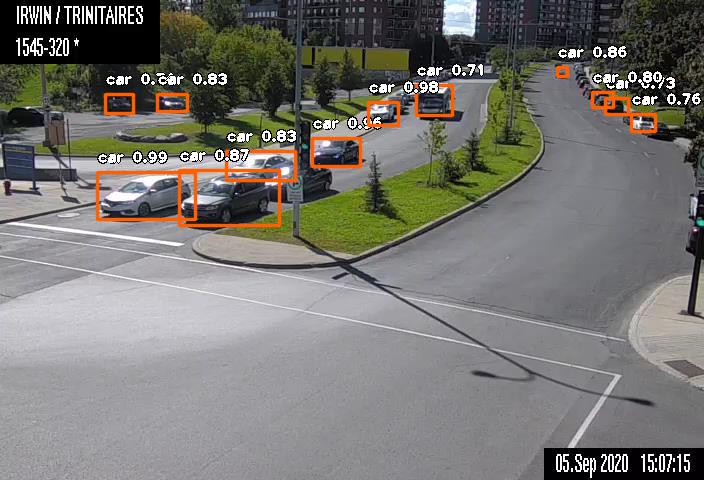 IRWIN / TRINITAIRES
1545-320 *
car 0.86
car 0.71
car 0.83
car 0.80
0.73
car 0.98
car 0.76
car 0.96
car 0.83
car 0.99
car 0.87
05.Sep 2020 15:07:15